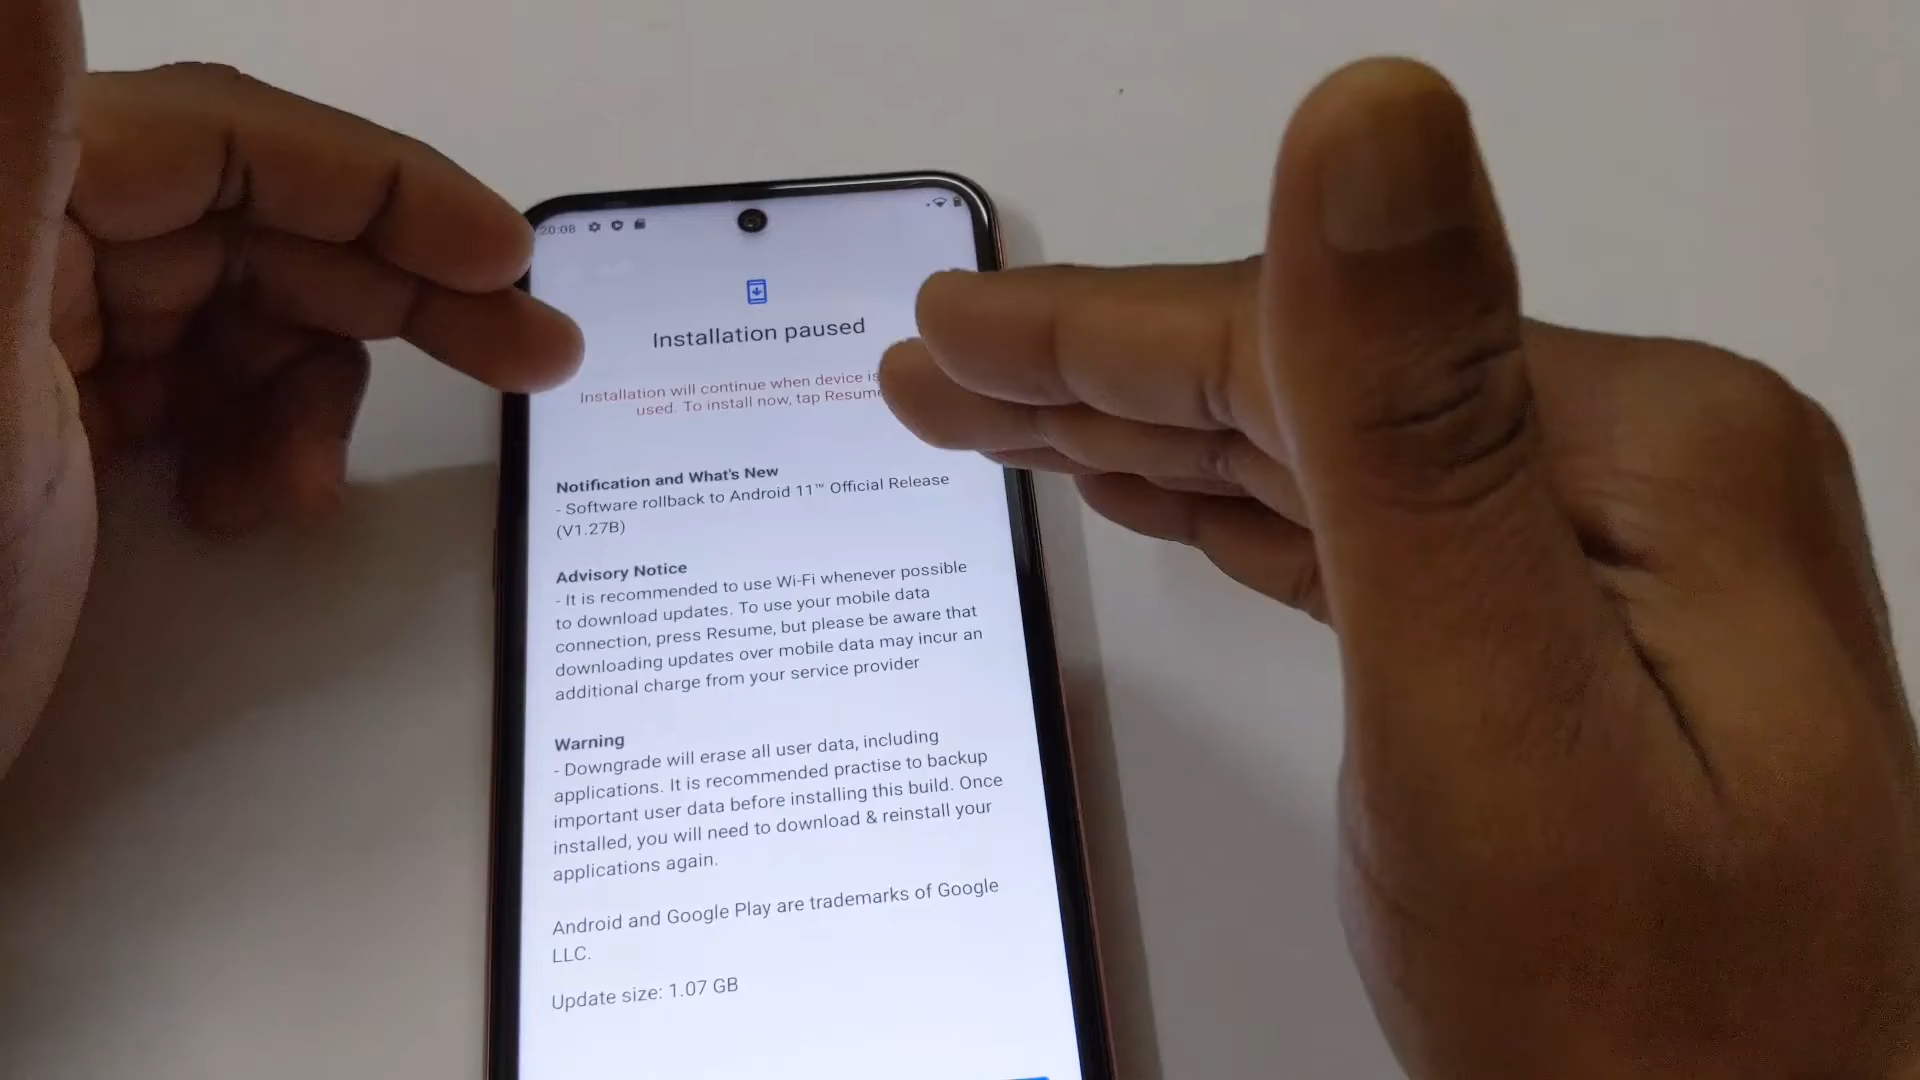 20:08
Installation paused
Installation will continue when device is
used. To install now, tap Resume
Notification and What's New
- Software rollback to Android 11™ Official Release
(V1.27B)
Advisory Notice
- It is recommended to use Wi-Fi whenever possible
to download updates. To use your mobile data
connection, press Resume, but please be aware that
downloading updates over mobile data may incur an
additional charge from your service provider
Warning
- Downgrade will erase all user data, including
applications. It is recommended practise to backup
important user data before installing this build. Once
installed, you will need to download & reinstall your
applications again.
Android and Google Play are trademarks of Google
LLC.
Update size: 1.07 GB